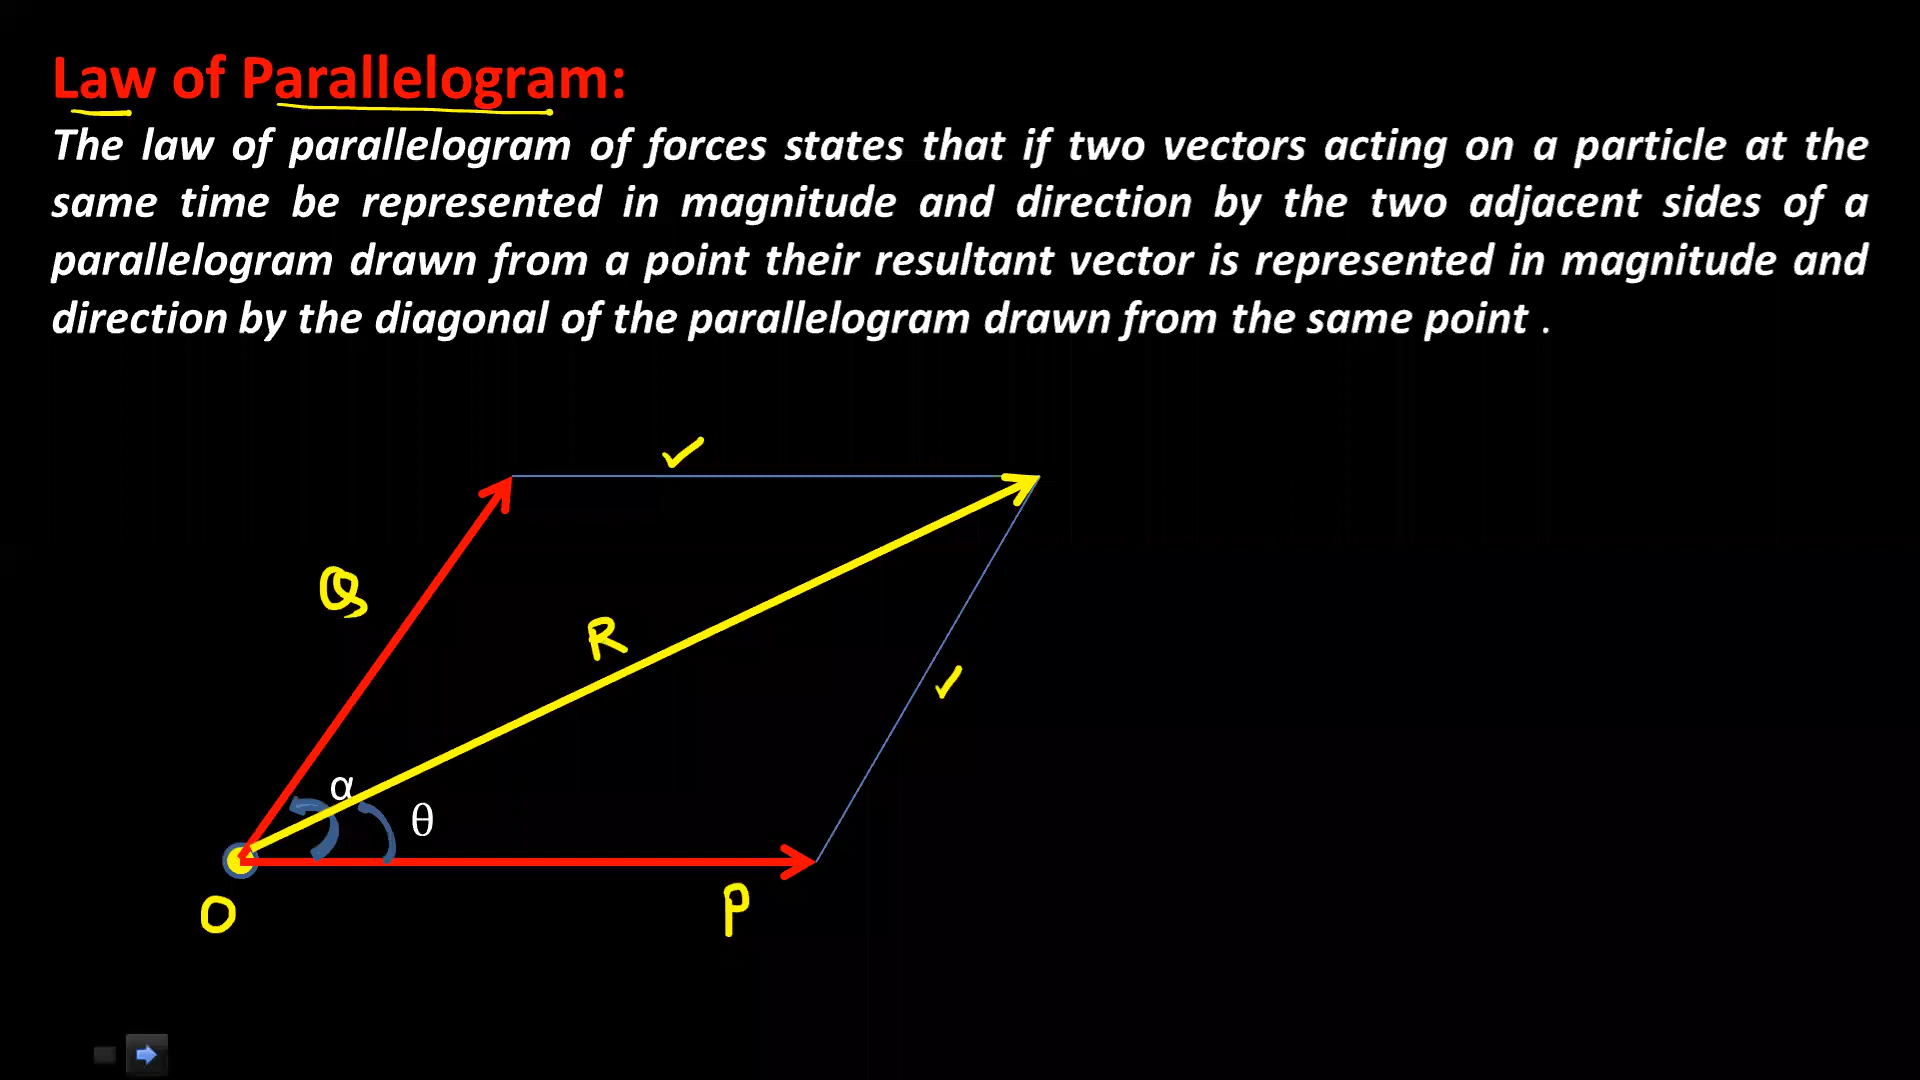 Law of Parallelogram:
The law of parallelogram of forces states that if two vectors acting on a particle at the
same time be represented in magnitude and direction by the two adjacent sides of a
parallelogram drawn from a point their resultant vector is represented in magnitude and
direction by the diagonal of the parallelogram drawn from the same point .
Q
R
α
θ
O
P